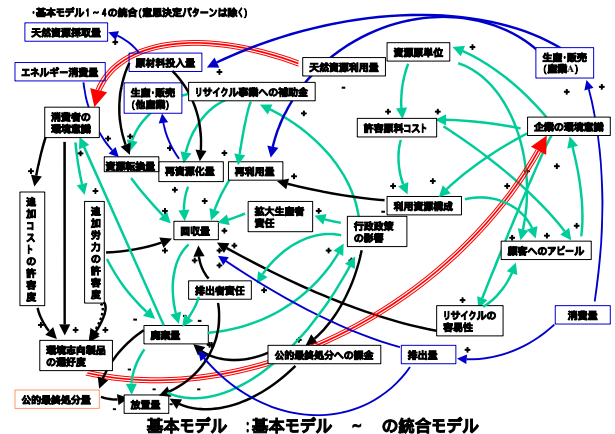 ・基本モデル１～４の統合(意思決定パターンは除く)
天然資源採取量
原材料投入量
天然資源利用量
資源原単位
生産・販売
(産業A)
エネルギー消費量
生産・販売
(他産業)
リサイクル事業への補助金
消費者の
環境意識
許容原料コスト
企業の環境意識
資源転換量
再資源化量
再利用量
追加コストの許容度
追加労力の許容度
回収量
拡大生産者
責任
行政政策
の影響
利用資源構成
顧客へのアピール
排出者責任
リサイクルの
容易性
消費量
廃棄量
環境志向製品
の選好度
公的最終処分への課金
排出量
公的最終処分量
放置量
基本モデル　:基本モデル　～　の統合モデル